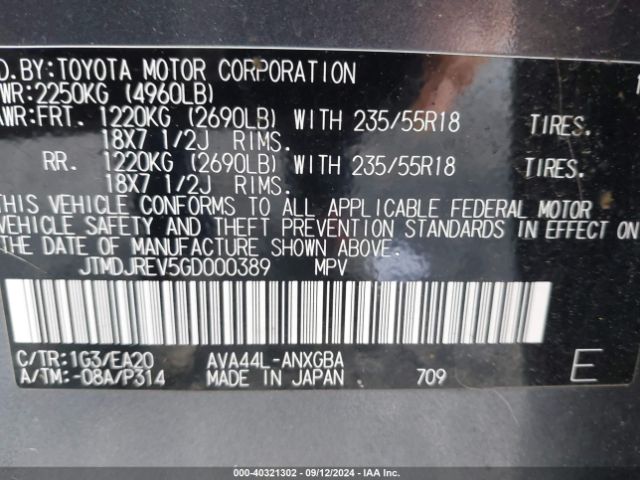 D.BY:TOYOTA MOTOR CORPORATION
WR:2250KG (4960LB)
AWR:FRT. 1220KG (2690LB) WITH 235/55R18 TIRES.
18X7 1/2J RIMS.
RR. 1220KG (2690LB) WITH 235/55R18 TIRES.
18X7 1/2J RIMS.
THIS VEHICLE CONFORMS TO ALL APPLICABLE FEDERAL MOTOR
VEHICLE SAFETY AND THEFT PREVENTION STANDARDS IN EFFECT ON
THE DATE OF MANUFACTURE SHOWN ABOVE.
JTMDJREV5GD000389 MPV
C/TR:1G3/EA20 AVA44L-ANXGBA
A/TM:-08A/P314 MADE IN JAPAN 709 E
000-40321302 - 09/12/2024 - IAA Inc.